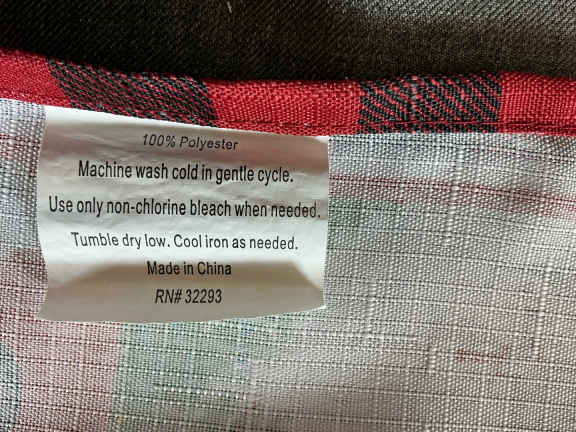 100% Polyester
Machine wash cold in gentle cycle.
Use only non-chlorine bleach when needed.
Tumble dry low. Cool iron as needed.
Made in China
RN# 32293